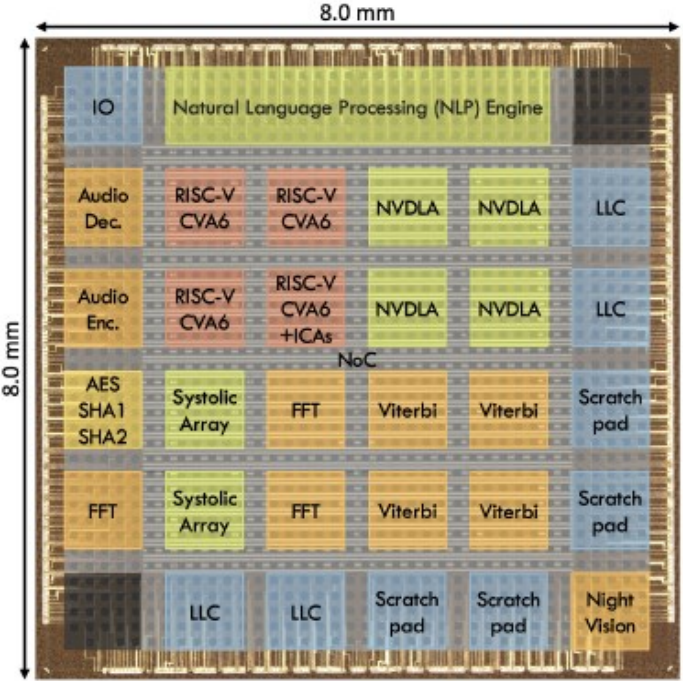 8.0 mm
8.0 mm
IO
Natural Language Processing (NLP) Engine
Audio
Dec.
RISC-V
CVA6
RISC-V
CVA6
NVDLA
NVDLA
LLC
Audio
Enc.
RISC-V
CVA6
RISC-V
CVA6
+ICAs
NVDLA
NVDLA
LLC
NoC
AES
SHA1
SHA2
Systolic
Array
FFT
Viterbi
Viterbi
Scratch
pad
FFT
Systolic
Array
FFT
Viterbi
Viterbi
Scratch
pad
LLC
LLC
Scratch
pad
Scratch
pad
Night
Vision